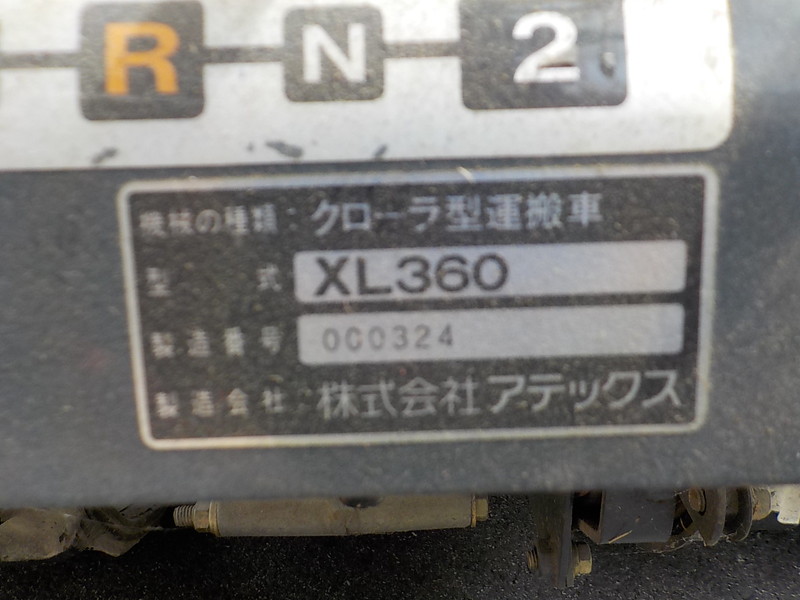 R N 2
機械の種類：クローラ型運搬車
型式 XL360
製造番号 000324
製造会社：株式会社アテックス